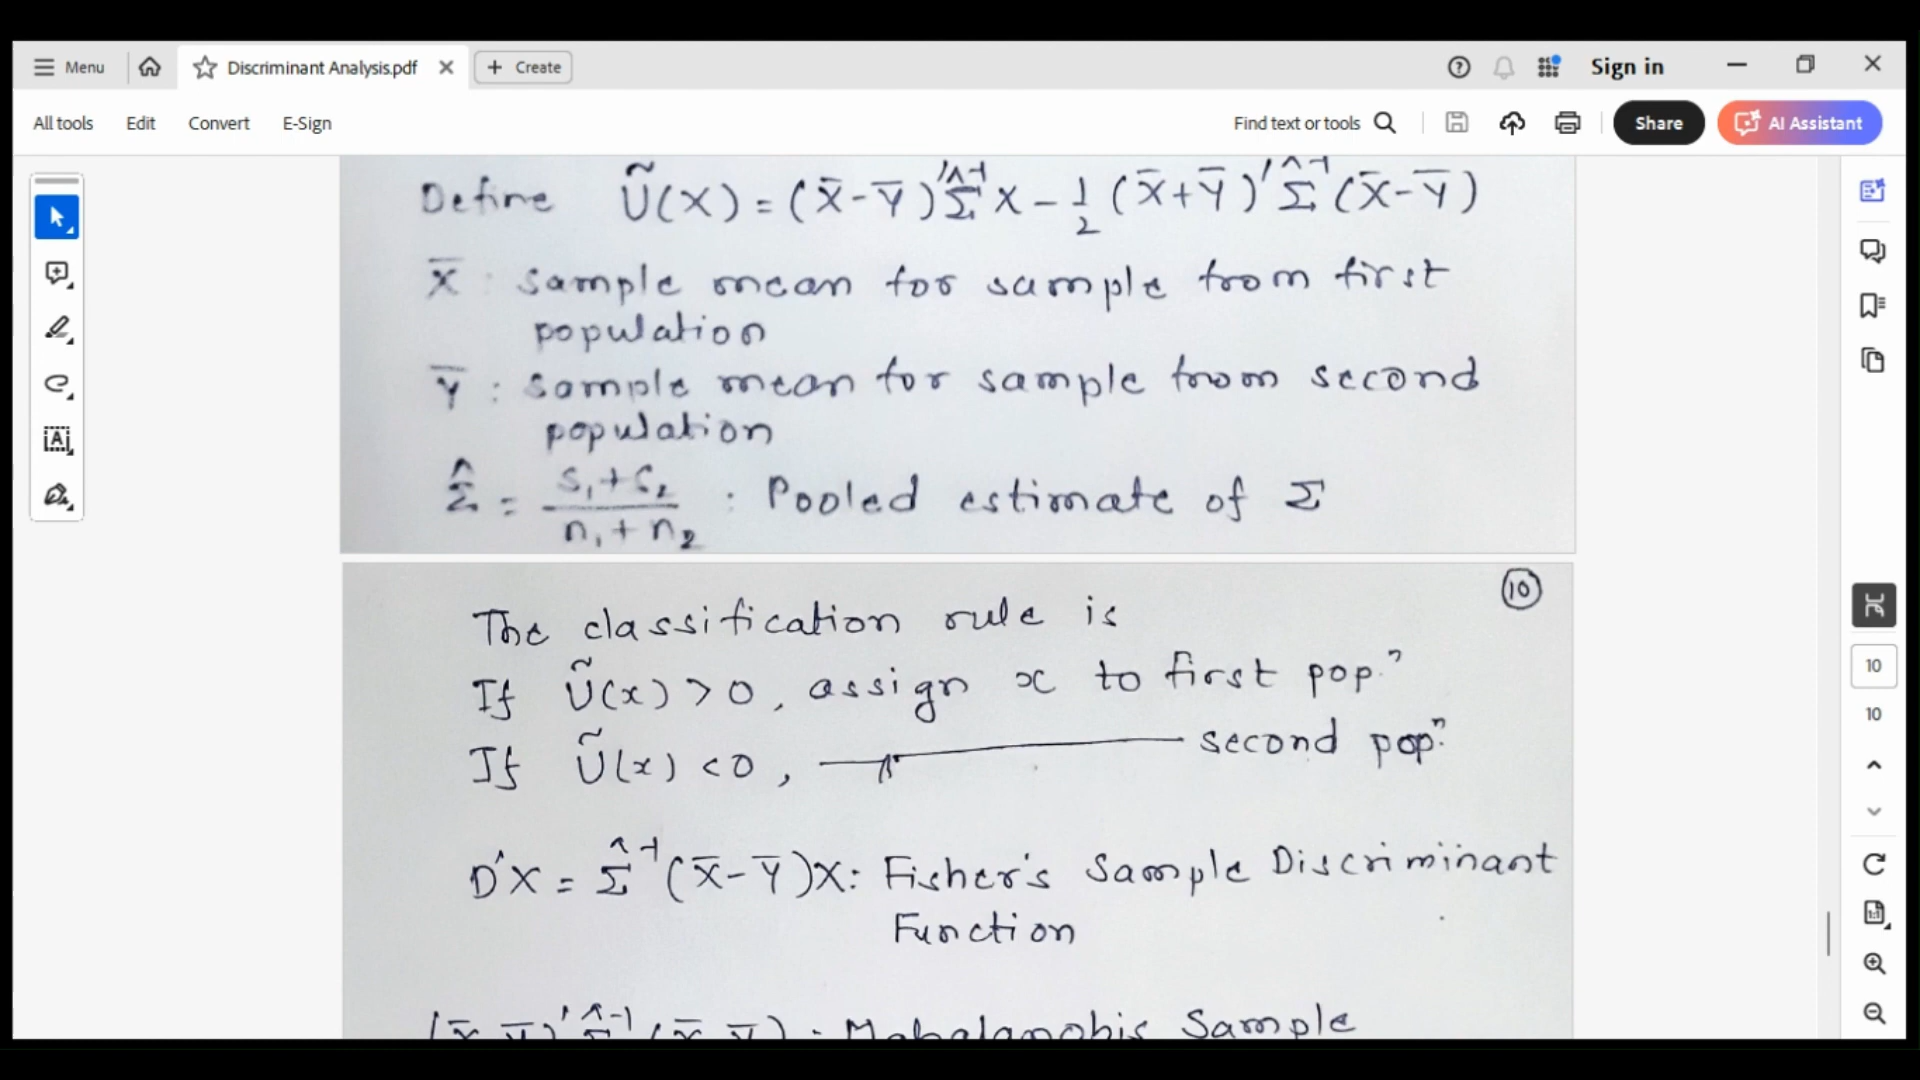 Menu
Discriminant Analysis.pdf
Create
Sign in
All tools Edit Convert E-Sign
Find text or tools
Share
AI Assistant
Define Ũ(X) = (X̄-Ȳ)'Σ̂⁻¹X - 1/2 (X̄+Ȳ)'Σ̂⁻¹(X̄-Ȳ)
X̄ : sample mean for sample from first
population
Ȳ : sample mean for sample from second
population
Σ̂ = (S₁+S₂)/(n₁+n₂) : Pooled estimate of Σ
10
The classification rule is
If Ũ(x) > 0, assign x to first popⁿ.
If Ũ(x) < 0, —〃— second popⁿ.
D'X = Σ̂⁻¹(X̄-Ȳ)X: Fisher's Sample Discriminant
Function
(X̄-Ȳ)'Σ̂⁻¹(X̄-Ȳ) : Mahalanobis Sample
10
10